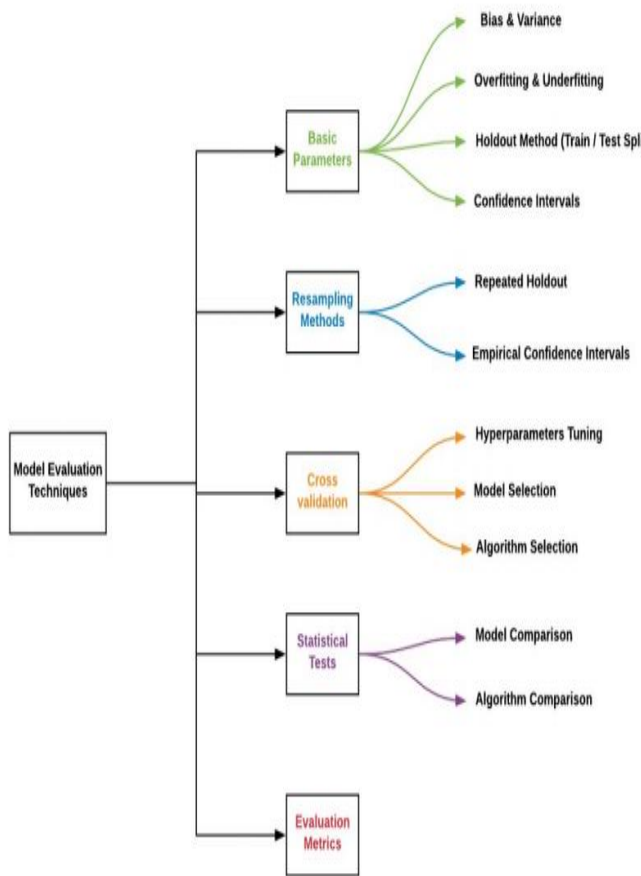 Model Evaluation
Techniques
Basic
Parameters
Bias & Variance
Overfitting & Underfitting
Holdout Method (Train / Test Spl
Confidence Intervals
Resampling
Methods
Repeated Holdout
Empirical Confidence Intervals
Cross
validation
Hyperparameters Tuning
Model Selection
Algorithm Selection
Statistical
Tests
Model Comparison
Algorithm Comparison
Evaluation
Metrics